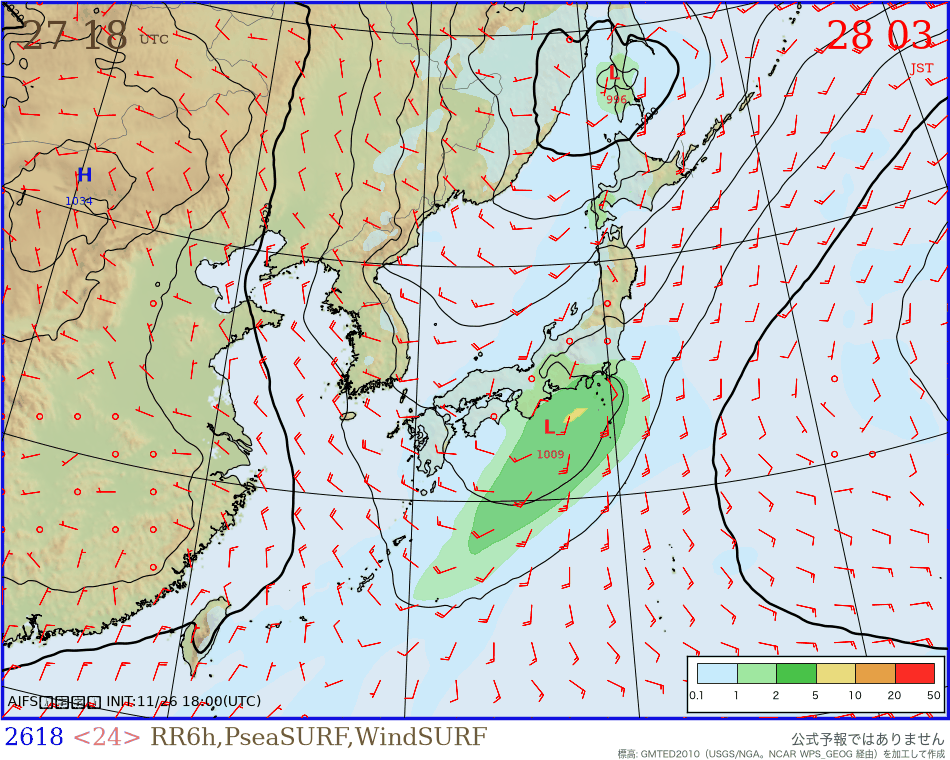 27 18 UTC
28 03
JST
L
996
H
1034
L
1009
0.1 1 2 5 10 20 50
AIFS INIT:11/26 18:00(UTC)
2618 <24> RR6h,PseaSURF,WindSURF
公式予報ではありません
標高: GMTED2010（USGS/NGA。NCAR WPS_GEOG 経由）を加工して作成